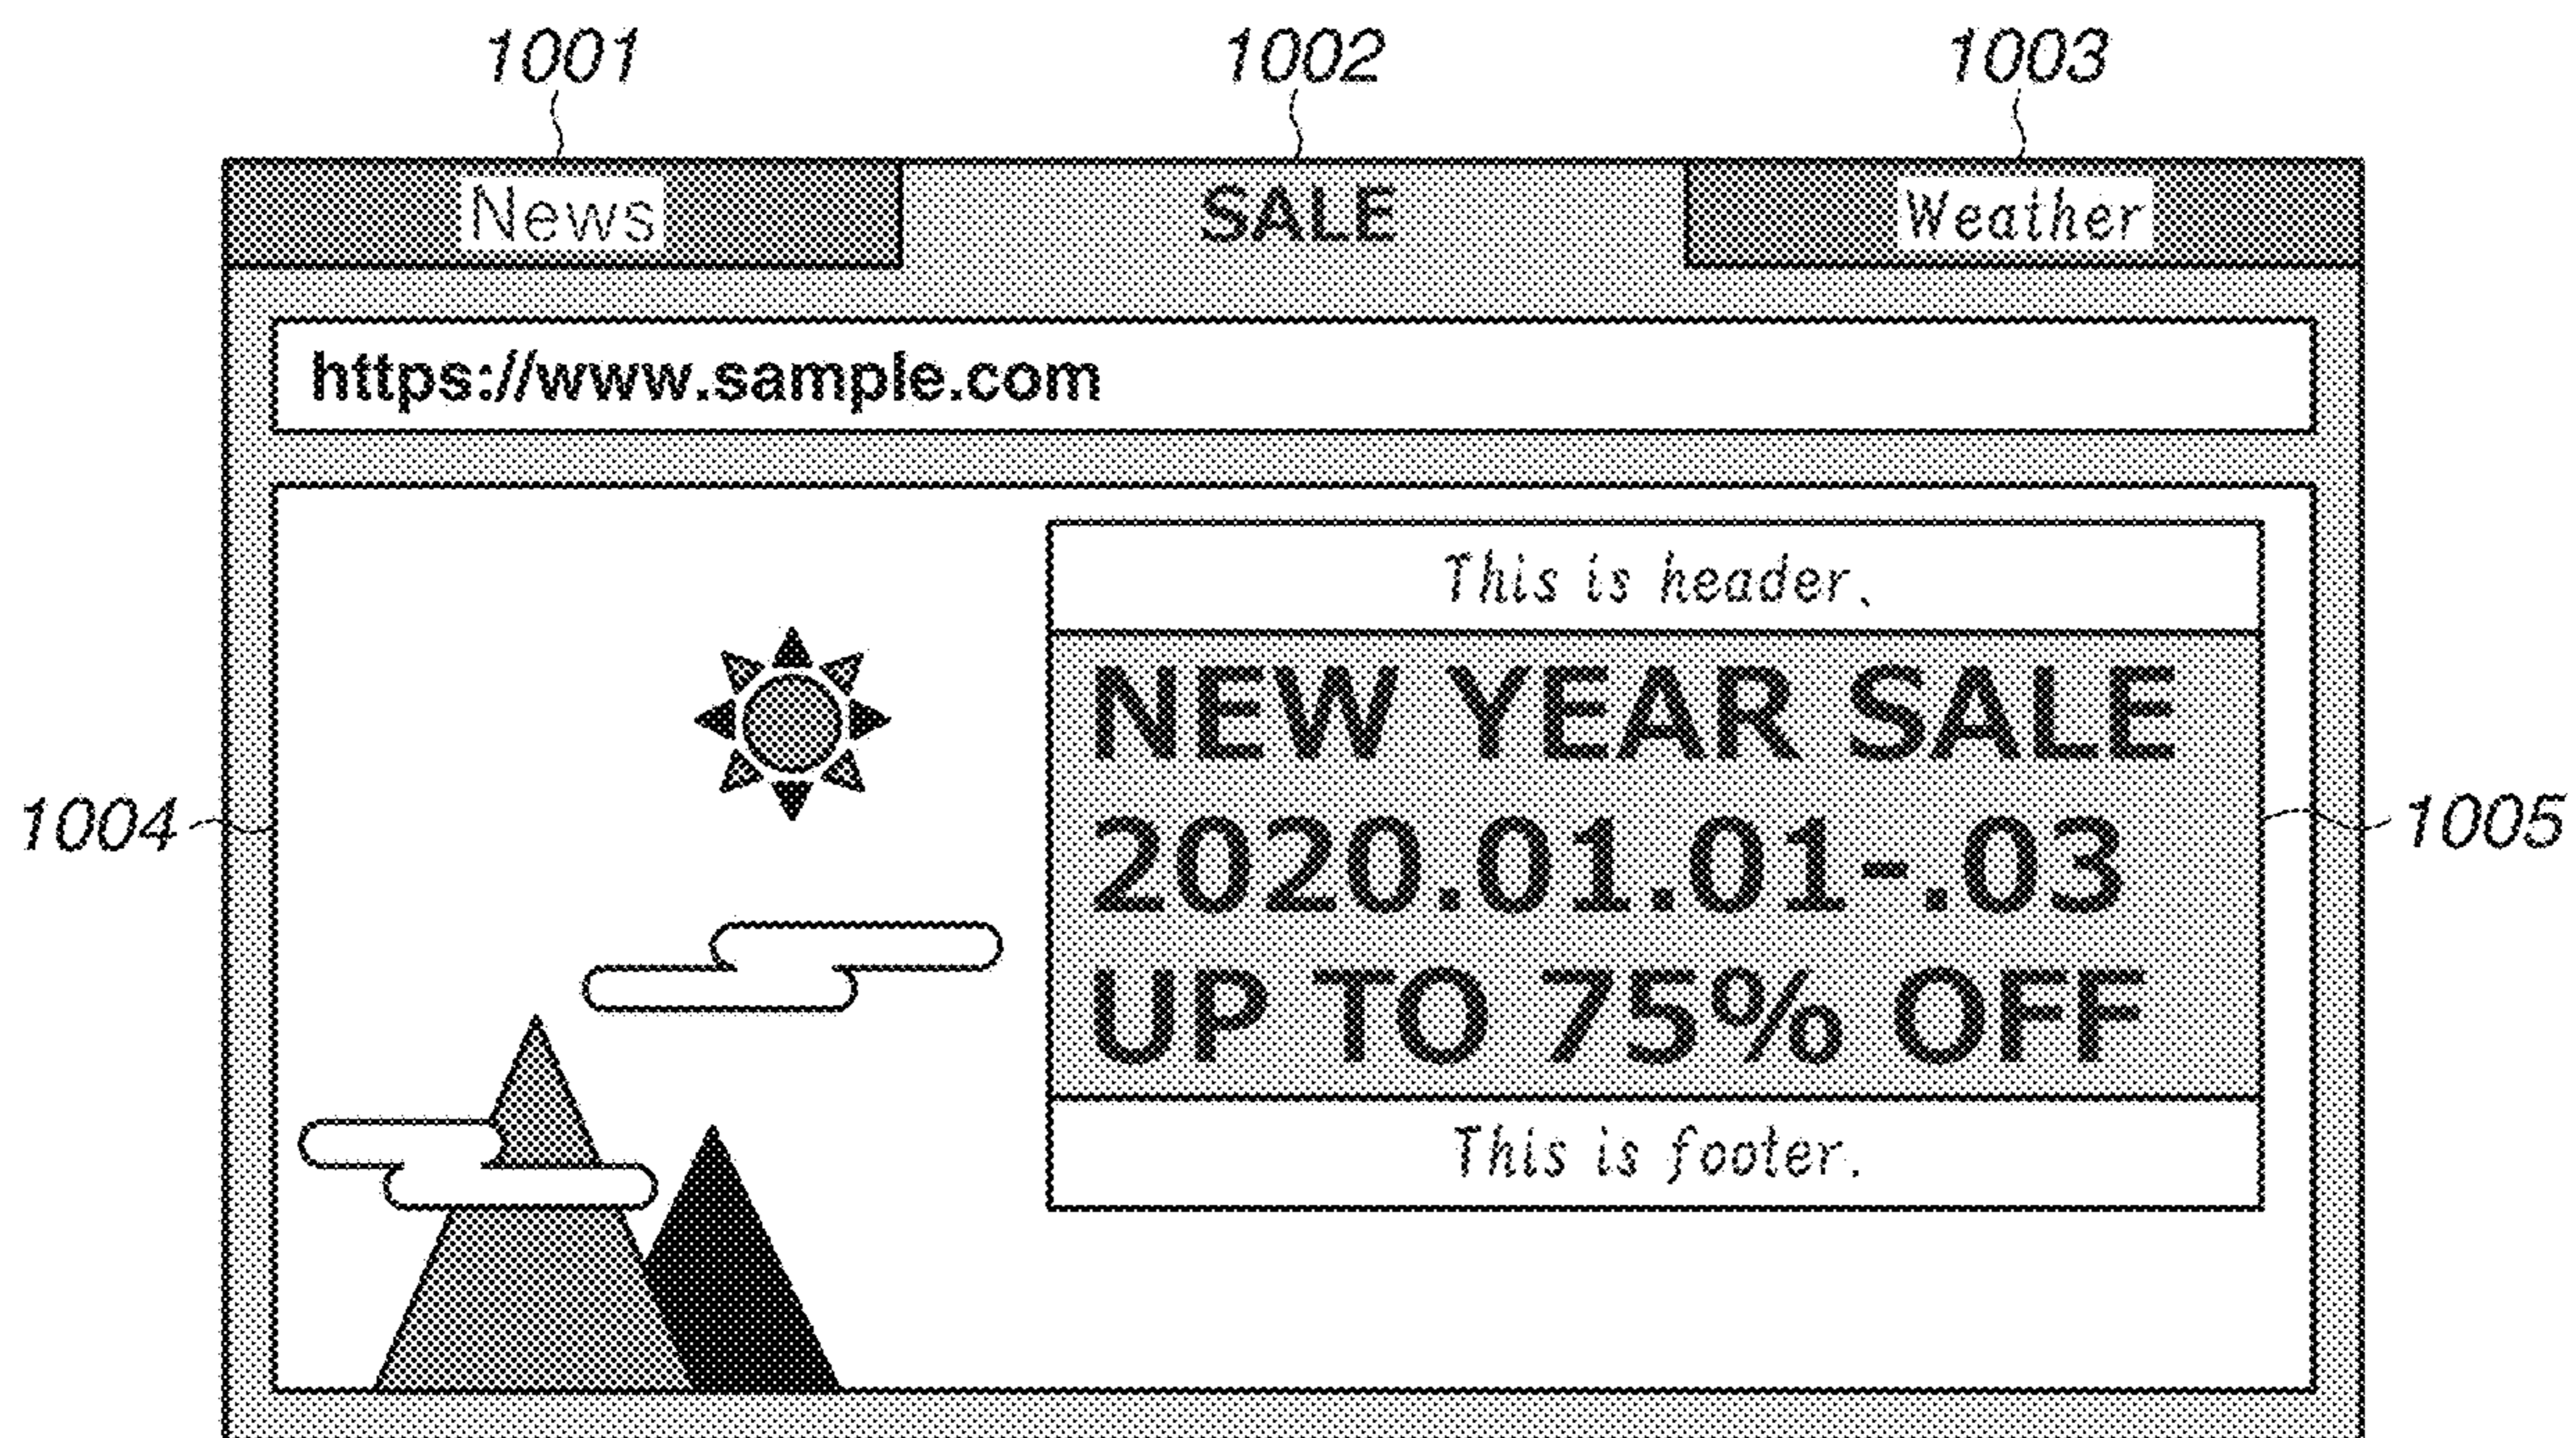 1001 1002 1003
News SALE Weather
https://www.sample.com
This is header.
NEW YEAR SALE
2020.01.01-.03
1004 1005
UP TO 75% OFF
This is footer.